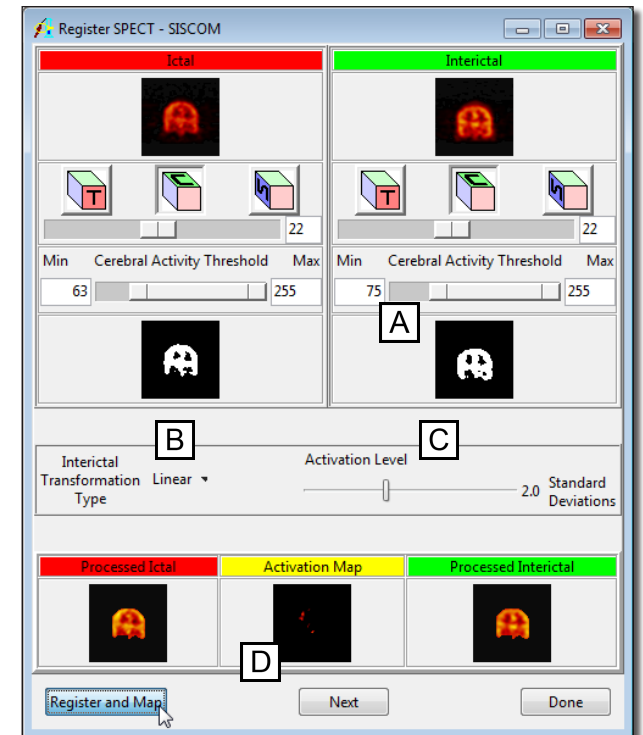 Register SPECT - SISCOM
Ictal
Interictal
T
T
22
22
Min Cerebral Activity Threshold Max
Min Cerebral Activity Threshold Max
63
255
75
255
A
B
C
Interictal
Transformation
Type
Linear
Activation Level
2.0
Standard
Deviations
Processed Ictal
Activation Map
Processed Interictal
D
Register and Map
Next
Done